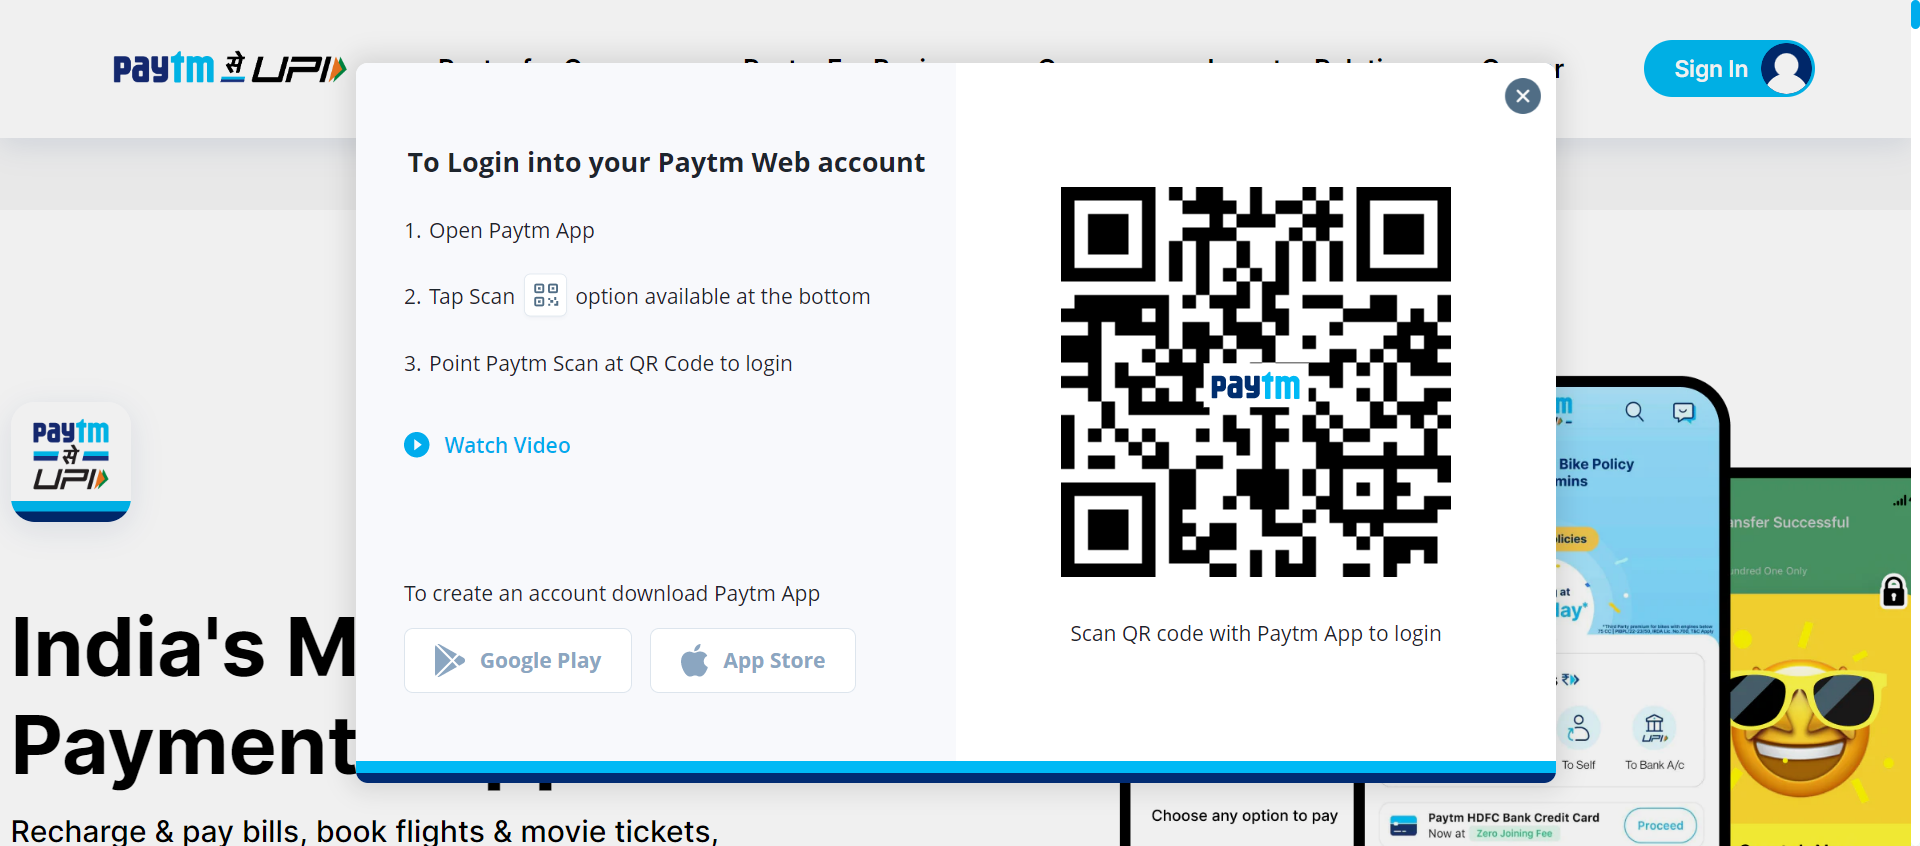 paytm से UPI
Sign In
To Login into your Paytm Web account
1. Open Paytm App
2. Tap Scan option available at the bottom
3. Point Paytm Scan at QR Code to login
Watch Video
To create an account download Paytm App
Google Play
App Store
paytm
Scan QR code with Paytm App to login
paytm
से
UPI
India's M
Payment
Recharge & pay bills, book flights & movie tickets,
Bike Policy
mins
licies
at
lay*
ansfer Successful
undred One Only
To Self
UPI
To Bank A/c
Choose any option to pay
Paytm HDFC Bank Credit Card
Now at Zero Joining Fee
Proceed